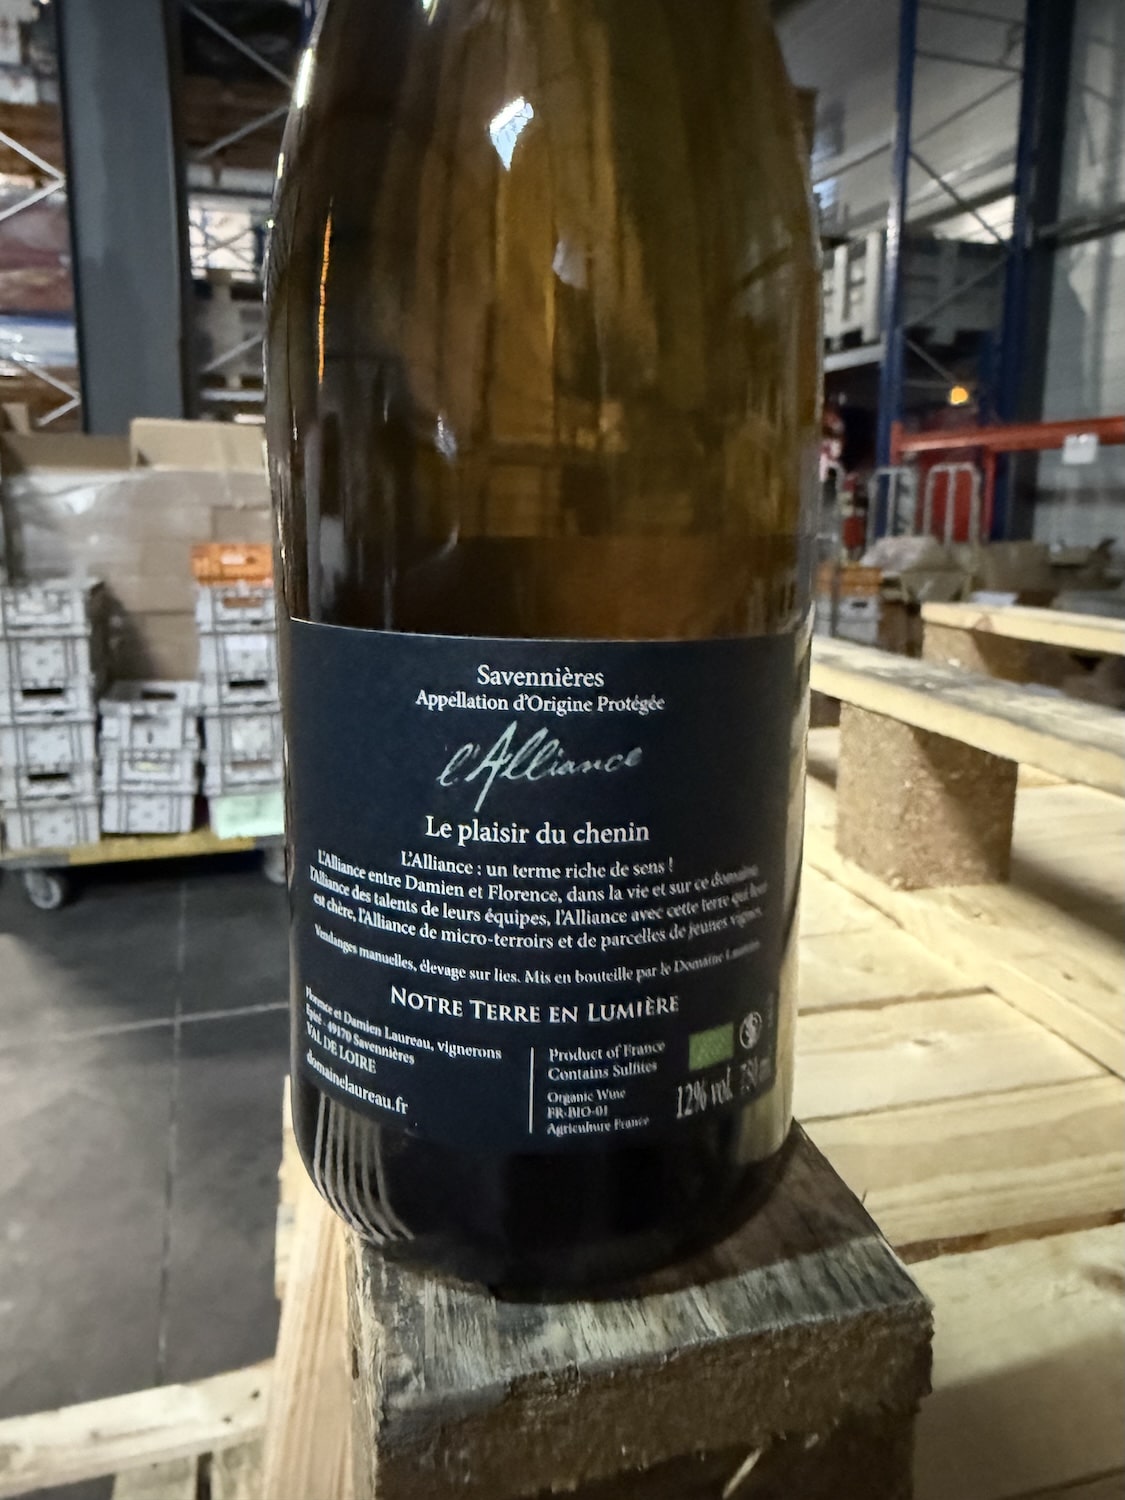 Savennières
Appellation d'Origine Protégée
l'Alliance
Le plaisir du chenin
L'Alliance : un terme riche de sens !
L'Alliance entre Damien et Florence, dans la vie et sur ce domaine
l'Alliance des talents de leurs équipes, l'Alliance avec cette terre qui leur
est chère, l'Alliance de micro-terroirs et de parcelles de jeunes vignes.
Vendanges manuelles, élevage sur lies. Mis en bouteille par le Domaine Laureau
NOTRE TERRE EN LUMIÈRE
Florence et Damien Laureau, vignerons
Epiré - 49170 Savennières
VAL DE LOIRE
domainelaureau.fr
Product of France
Contains Sulfites
Organic Wine
FR-BIO-01
Agriculture France
12% vol. 750 ml